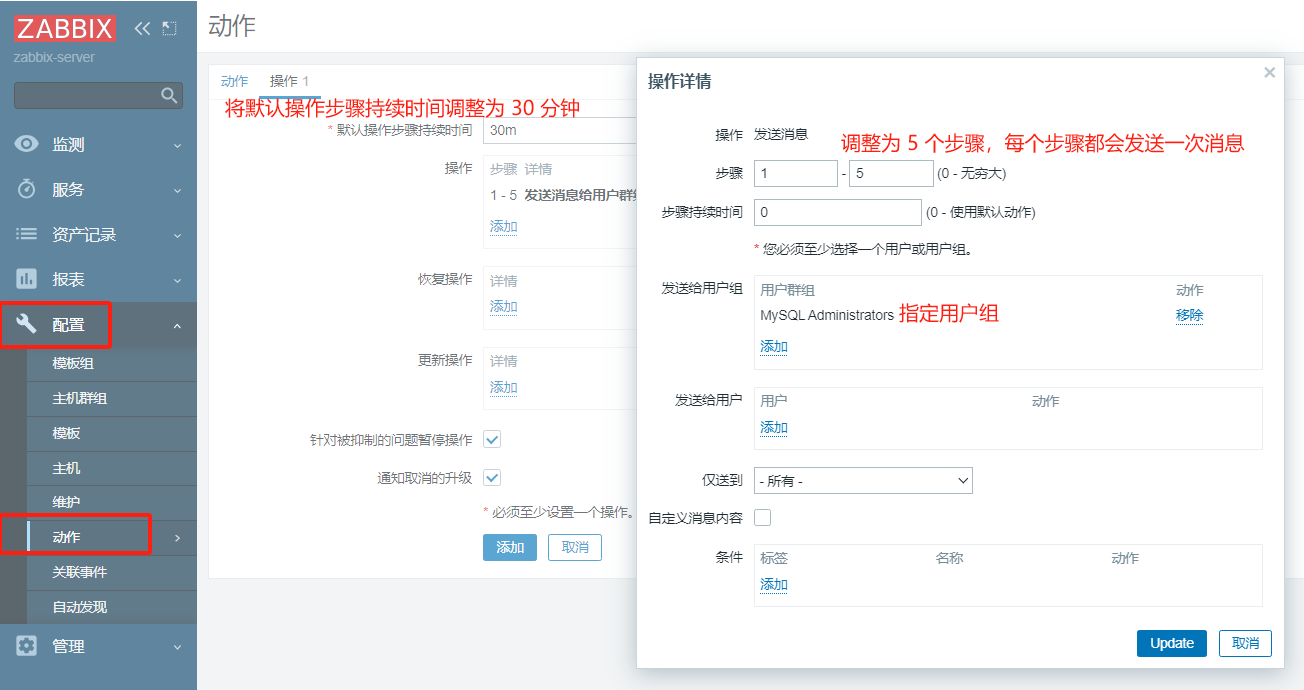 ZABBIX
zabbix-server
监测
服务
资产记录
报表
配置
模板组
主机群组
模板
主机
维护
动作
关联事件
自动发现
管理
动作
动作 操作 1
将默认操作步骤持续时间调整为 30 分钟
* 默认操作步骤持续时间 30m
操作 步骤 详情
1 - 5 发送消息给用户群
添加
恢复操作 详情
添加
更新操作 详情
添加
针对被抑制的问题暂停操作
通知取消的升级
* 必须至少设置一个操作。
添加 取消
操作详情
操作 发送消息
调整为 5 个步骤，每个步骤都会发送一次消息
步骤 1 - 5 (0 - 无穷大)
步骤持续时间 0 (0 - 使用默认动作)
* 您必须至少选择一个用户或用户组。
发送给用户组 用户群组 动作
MySQL Administrators 指定用户组 移除
添加
发送给用户 用户 动作
添加
仅送到 - 所有 -
自定义消息内容
条件 标签 名称 动作
添加
Update 取消